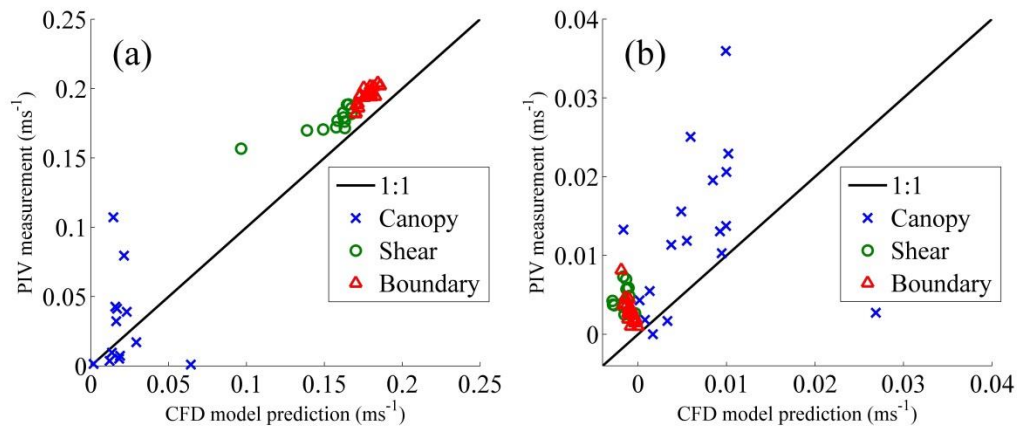 (a)
0.25
0.2
0.15
0.1
0.05
0
PIV measurement (ms⁻¹)
1:1
Canopy
Shear
Boundary
0 0.05 0.1 0.15 0.2 0.25
CFD model prediction (ms⁻¹)
(b)
0.04
0.03
0.02
0.01
0
PIV measurement (ms⁻¹)
1:1
Canopy
Shear
Boundary
0 0.01 0.02 0.03 0.04
CFD model prediction (ms⁻¹)